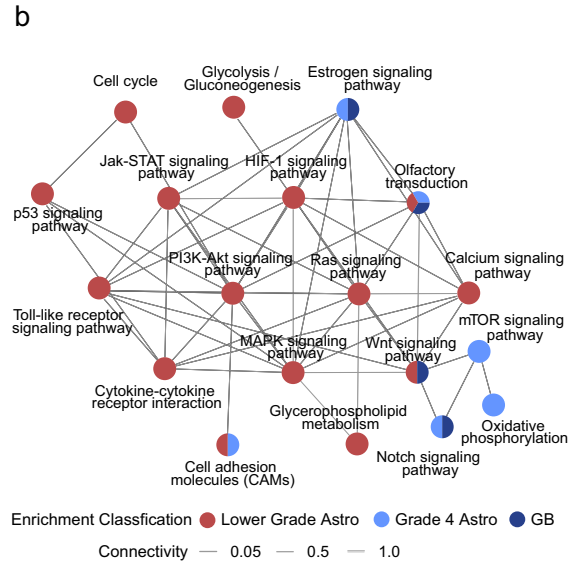 b
Cell cycle
Glycolysis /
Gluconeogenesis
Estrogen signaling
pathway
Jak-STAT signaling
pathway
HIF-1 signaling
pathway
Olfactory
transduction
p53 signaling
pathway
PI3K-Akt signaling
pathway
Ras signaling
pathway
Calcium signaling
pathway
Toll-like receptor
signaling pathway
MAPK signaling
pathway
Wnt signaling
pathway
mTOR signaling
pathway
Cytokine-cytokine
receptor interaction
Glycerophospholipid
metabolism
Oxidative
phosphorylation
Cell adhesion
molecules (CAMs)
Notch signaling
pathway
Enrichment Classfication Lower Grade Astro Grade 4 Astro GB
Connectivity 0.05 0.5 1.0